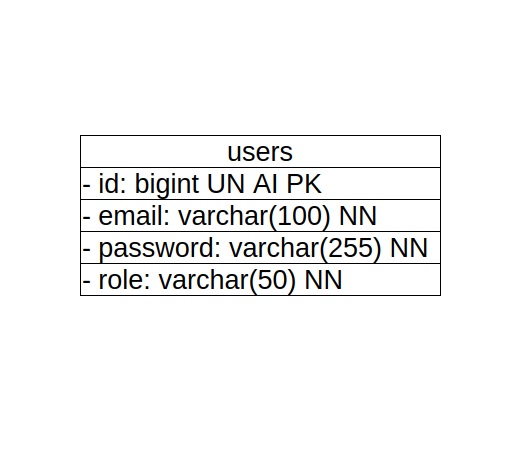 users
- id: bigint UN AI PK
- email: varchar(100) NN
- password: varchar(255) NN
- role: varchar(50) NN